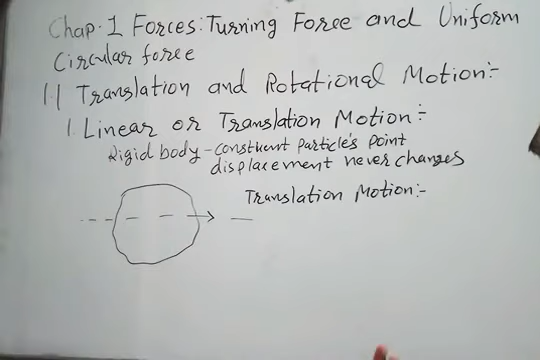 Chap. 1 Forces: Turning Force and Uniform
Circular force
1.1 Translation and Rotational Motion:-
1. Linear or Translation Motion:-
Rigid body - constituent particle's point
displacement never changes
Translation Motion:-